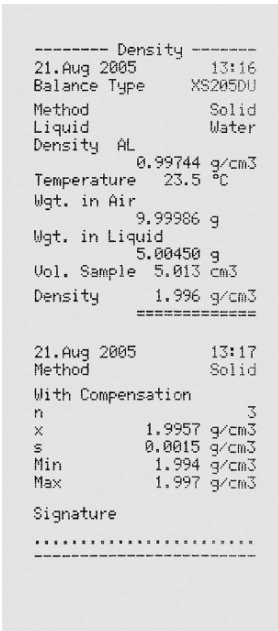 -------- Density -------
21.Aug 2005 13:16
Balance Type XS205DU
Method Solid
Liquid Water
Density AL
0.99744 g/cm3
Temperature 23.5 °C
Wgt. in Air
9.99986 g
Wgt. in Liquid
5.00450 g
Vol. Sample 5.013 cm3
Density 1.996 g/cm3
=============
21.Aug 2005 13:17
Method Solid
With Compensation
n 3
x 1.9957 g/cm3
s 0.0015 g/cm3
Min 1.994 g/cm3
Max 1.997 g/cm3
Signature
........................
------------------------